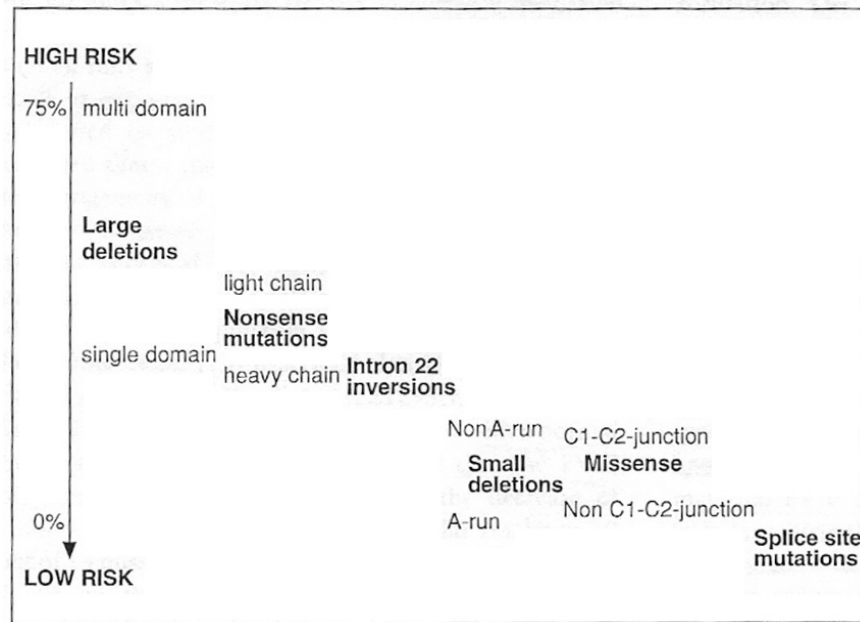 HIGH RISK
75% multi domain
Large
deletions
light chain
Nonsense
mutations
single domain
heavy chain
Intron 22
inversions
Non A-run
C1-C2-junction
Small
deletions
Missense
Non C1-C2-junction
0%
A-run
Splice site
mutations
LOW RISK